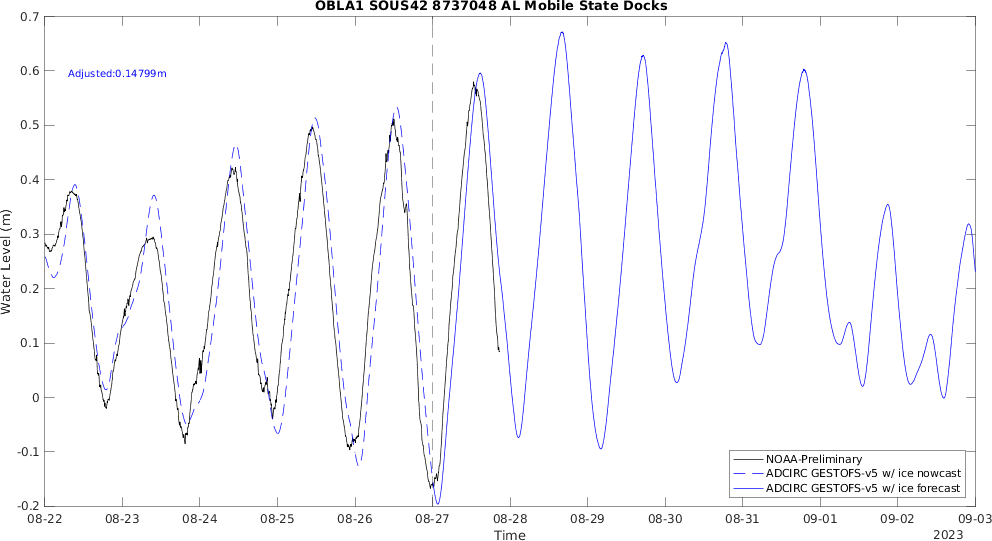 OBLA1 SOUS42 8737048 AL Mobile State Docks
0.7
0.6
0.5
0.4
0.3
0.2
0.1
0
-0.1
-0.2
Water Level (m)
Adjusted:0.14799m
NOAA-Preliminary
ADCIRC GESTOFS-v5 w/ ice nowcast
ADCIRC GESTOFS-v5 w/ ice forecast
08-22 08-23 08-24 08-25 08-26 08-27 08-28 08-29 08-30 08-31 09-01 09-02 09-03
Time
2023